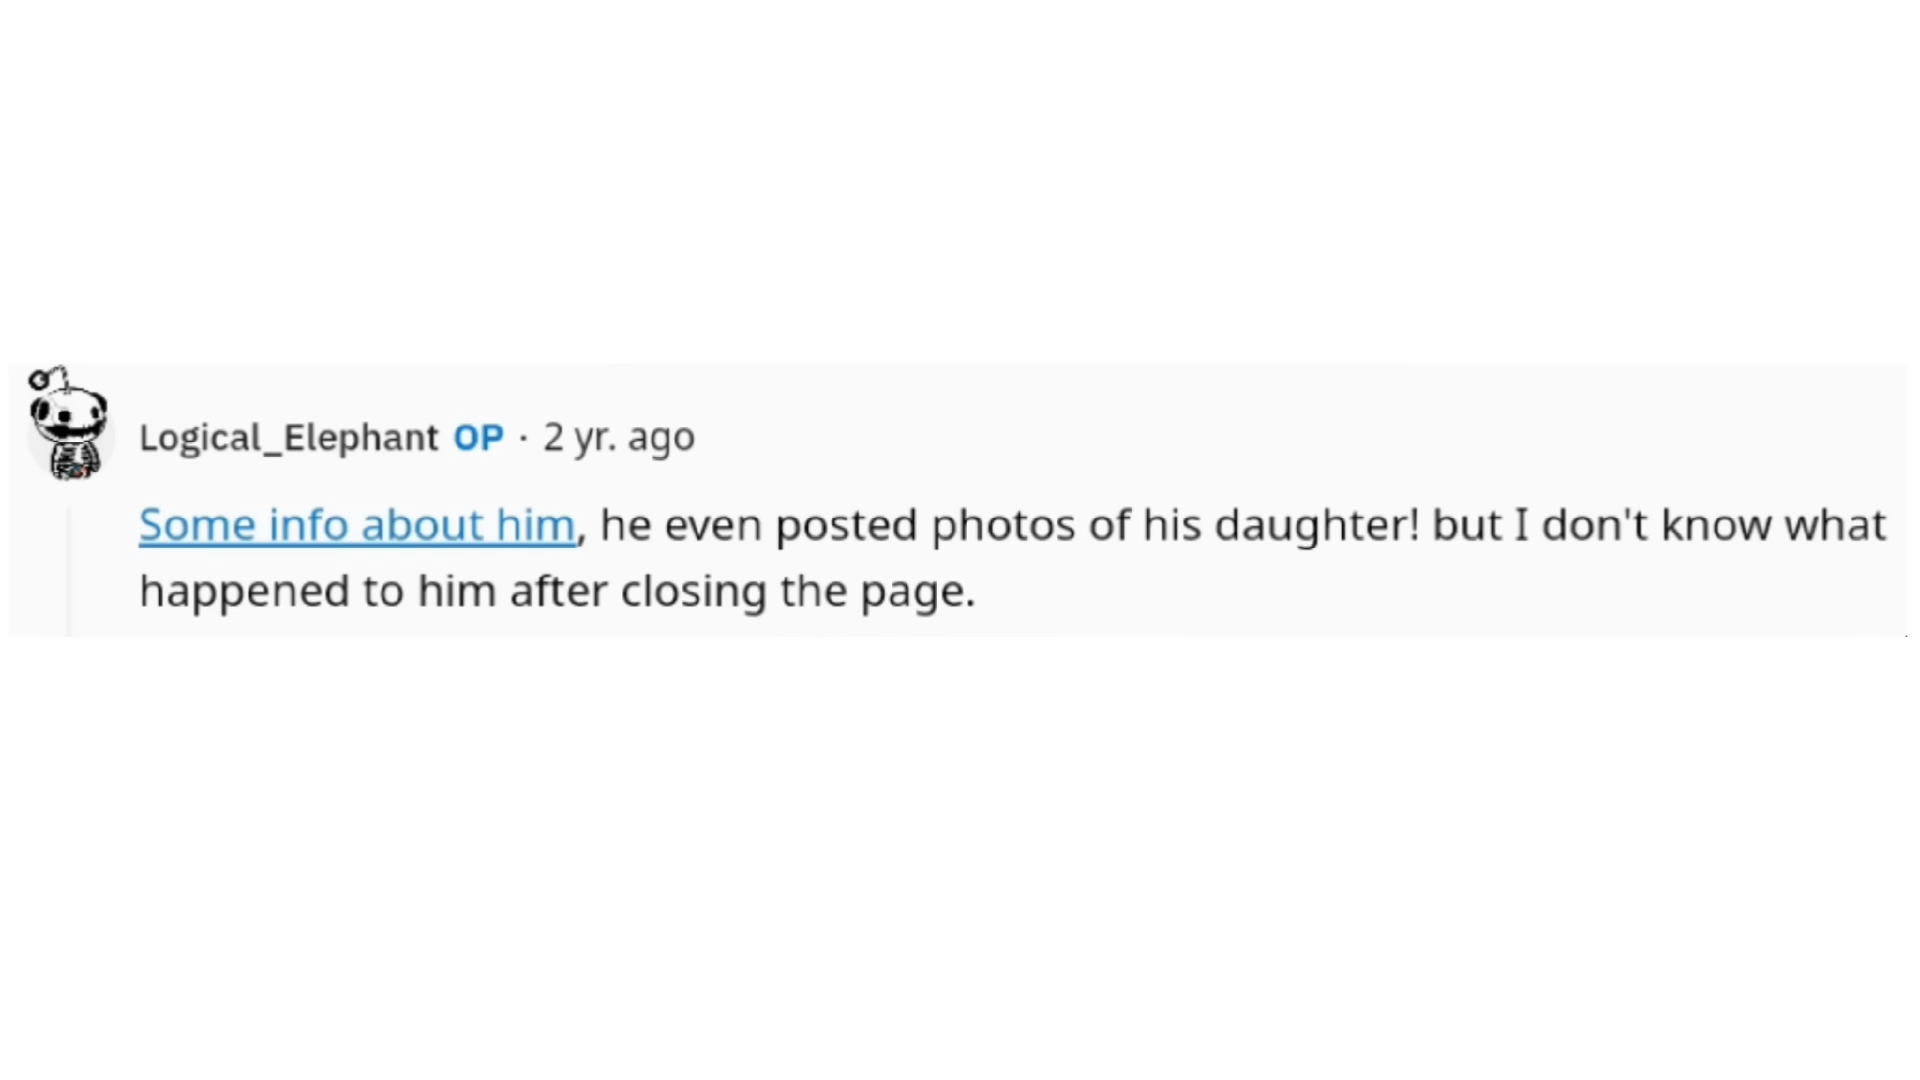 Logical_Elephant OP · 2 yr. ago
Some info about him, he even posted photos of his daughter! but I don't know what
happened to him after closing the page.